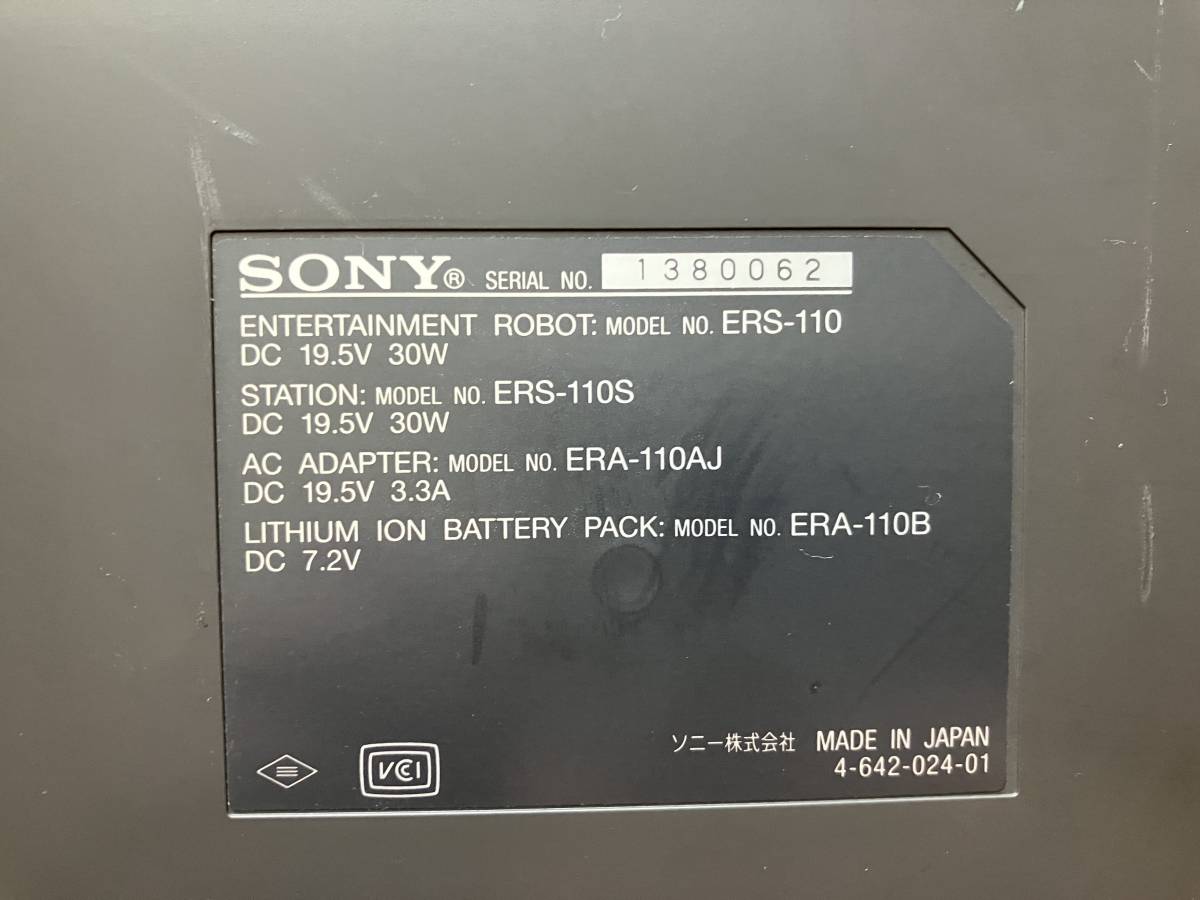 SONY® SERIAL NO. 1380062
ENTERTAINMENT ROBOT: MODEL NO. ERS-110
DC 19.5V 30W
STATION: MODEL NO. ERS-110S
DC 19.5V 30W
AC ADAPTER: MODEL NO. ERA-110AJ
DC 19.5V 3.3A
LITHIUM ION BATTERY PACK: MODEL NO. ERA-110B
DC 7.2V
VCCI
ソニー株式会社 MADE IN JAPAN
4-642-024-01